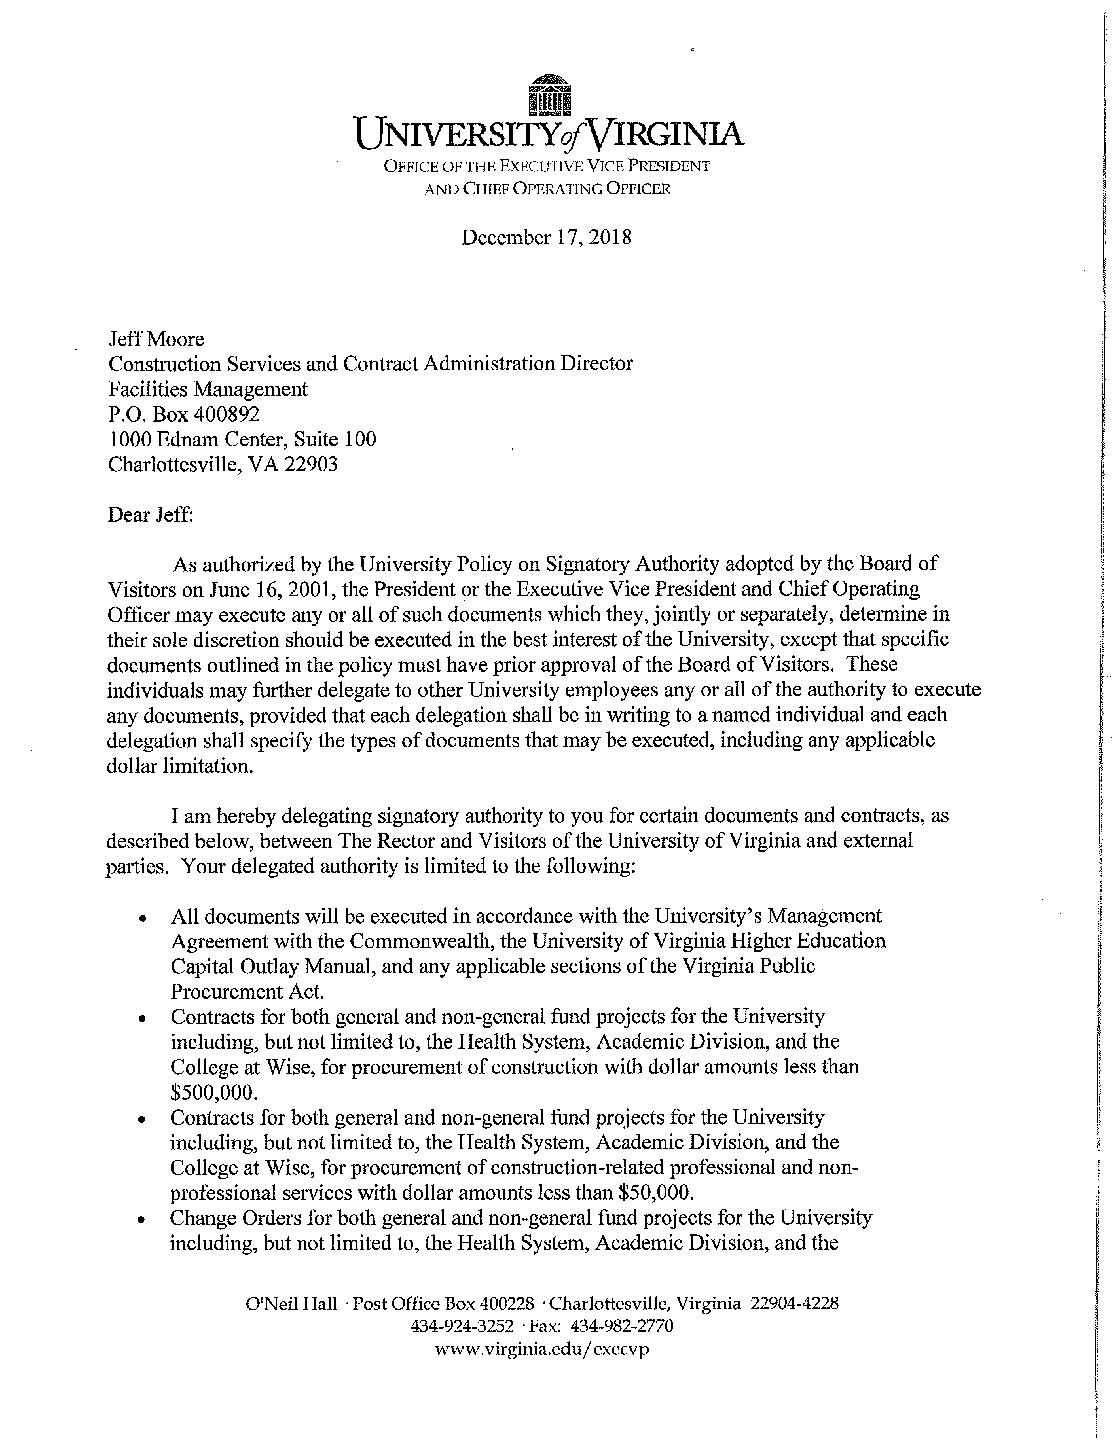 UNIVERSITY of VIRGINIA
OFFICE OF THE EXECUTIVE VICE PRESIDENT
AND CHIEF OPERATING OFFICER
December 17, 2018
Jeff Moore
Construction Services and Contract Administration Director
Facilities Management
P.O. Box 400892
1000 Ednam Center, Suite 100
Charlottesville, VA 22903
Dear Jeff:
As authorized by the University Policy on Signatory Authority adopted by the Board of
Visitors on June 16, 2001, the President or the Executive Vice President and Chief Operating
Officer may execute any or all of such documents which they, jointly or separately, determine in
their sole discretion should be executed in the best interest of the University, except that specific
documents outlined in the policy must have prior approval of the Board of Visitors. These
individuals may further delegate to other University employees any or all of the authority to execute
any documents, provided that each delegation shall be in writing to a named individual and each
delegation shall specify the types of documents that may be executed, including any applicable
dollar limitation.
I am hereby delegating signatory authority to you for certain documents and contracts, as
described below, between The Rector and Visitors of the University of Virginia and external
parties. Your delegated authority is limited to the following:
• All documents will be executed in accordance with the University's Management
Agreement with the Commonwealth, the University of Virginia Higher Education
Capital Outlay Manual, and any applicable sections of the Virginia Public
Procurement Act.
• Contracts for both general and non-general fund projects for the University
including, but not limited to, the Health System, Academic Division, and the
College at Wise, for procurement of construction with dollar amounts less than
$500,000.
• Contracts for both general and non-general fund projects for the University
including, but not limited to, the Health System, Academic Division, and the
College at Wise, for procurement of construction-related professional and non-
professional services with dollar amounts less than $50,000.
• Change Orders for both general and non-general fund projects for the University
including, but not limited to, the Health System, Academic Division, and the
O'Neil Hall · Post Office Box 400228 · Charlottesville, Virginia 22904-4228
434-924-3252 · Fax: 434-982-2770
www.virginia.edu/execvp